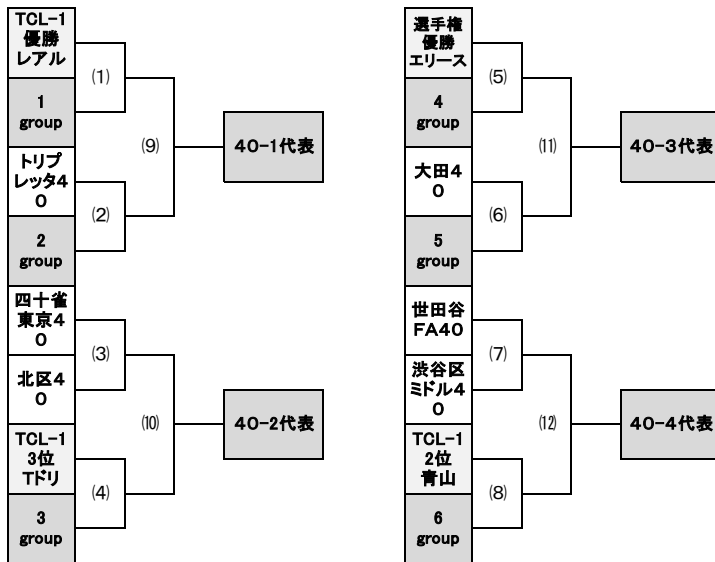 TCL-1
優勝
レアル
1
group
トリプ
レッタ4
0
2
group
四十雀
東京4
0
北区4
0
TCL-1
3位
Tドリ
3
group
(1)
(2)
(3)
(4)
(9)
(10)
40-1代表
40-2代表
選手権
優勝
エリース
4
group
大田4
0
5
group
世田谷
FA40
渋谷区
ミドル4
0
TCL-1
2位
青山
6
group
(5)
(6)
(7)
(8)
(11)
(12)
40-3代表
40-4代表